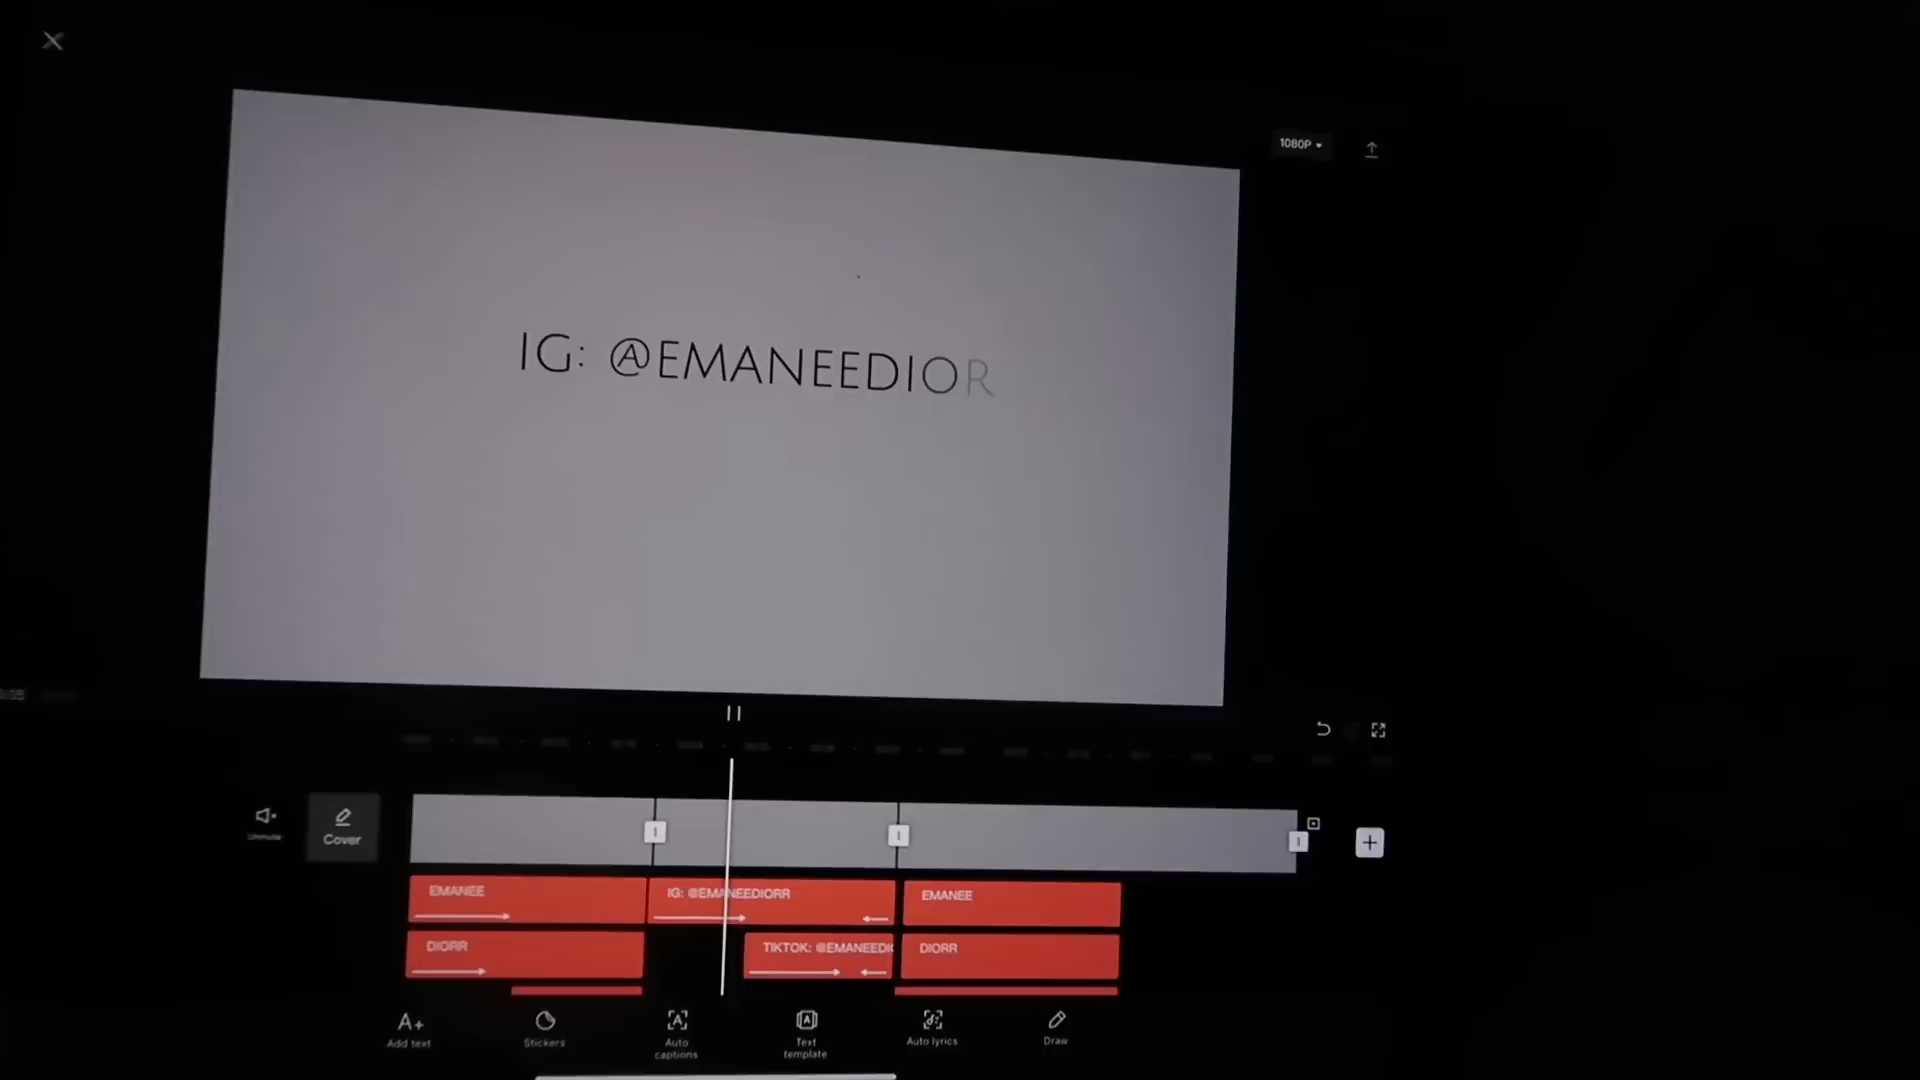 1080P
IG: @EMANEEDIOR
Cover
EMANEE
IG: @EMANEEDIORR
EMANEE
DIORR
TIKTOK: @EMANEEDI
DIORR
A+
Add text
Stickers
Auto captions
Text template
Auto lyrics
Draw